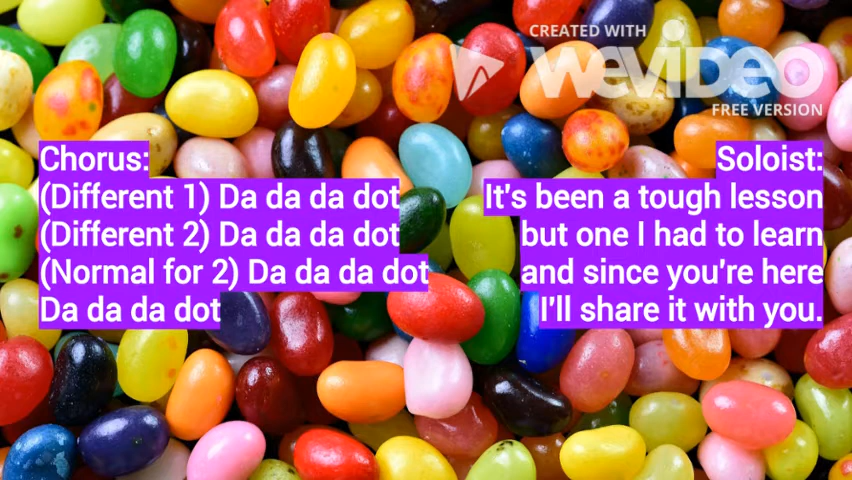 CREATED WITH
WEVIDEO
FREE VERSION
Chorus:
(Different 1) Da da da dot
(Different 2) Da da da dot
(Normal for 2) Da da da dot
Da da da dot
Soloist:
It's been a tough lesson
but one I had to learn
and since you're here
I'll share it with you.